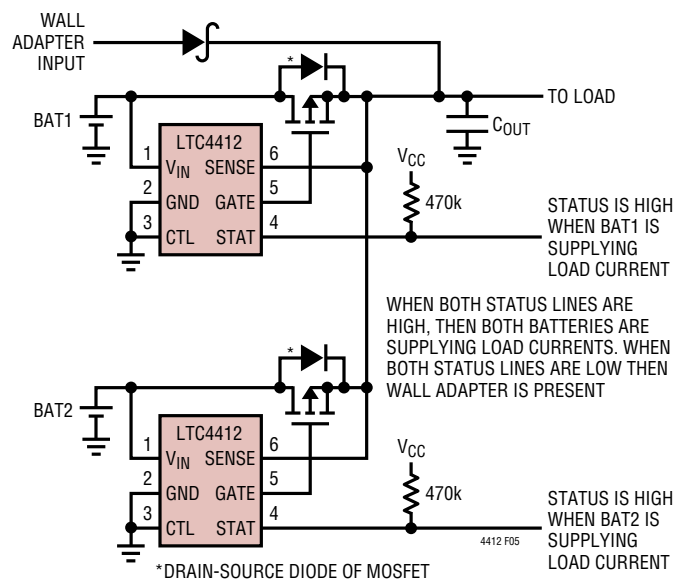 WALL
ADAPTER
INPUT
*
TO LOAD
BAT1
COUT
LTC4412
1
VIN
SENSE
6
2
GND
GATE
5
3
CTL
STAT
4
VCC
470k
STATUS IS HIGH
WHEN BAT1 IS
SUPPLYING
LOAD CURRENT
WHEN BOTH STATUS LINES ARE
HIGH, THEN BOTH BATTERIES ARE
SUPPLYING LOAD CURRENTS. WHEN
BOTH STATUS LINES ARE LOW THEN
WALL ADAPTER IS PRESENT
*
BAT2
LTC4412
1
VIN
SENSE
6
2
GND
GATE
5
3
CTL
STAT
4
VCC
470k
4412 F05
STATUS IS HIGH
WHEN BAT2 IS
SUPPLYING
LOAD CURRENT
*DRAIN-SOURCE DIODE OF MOSFET